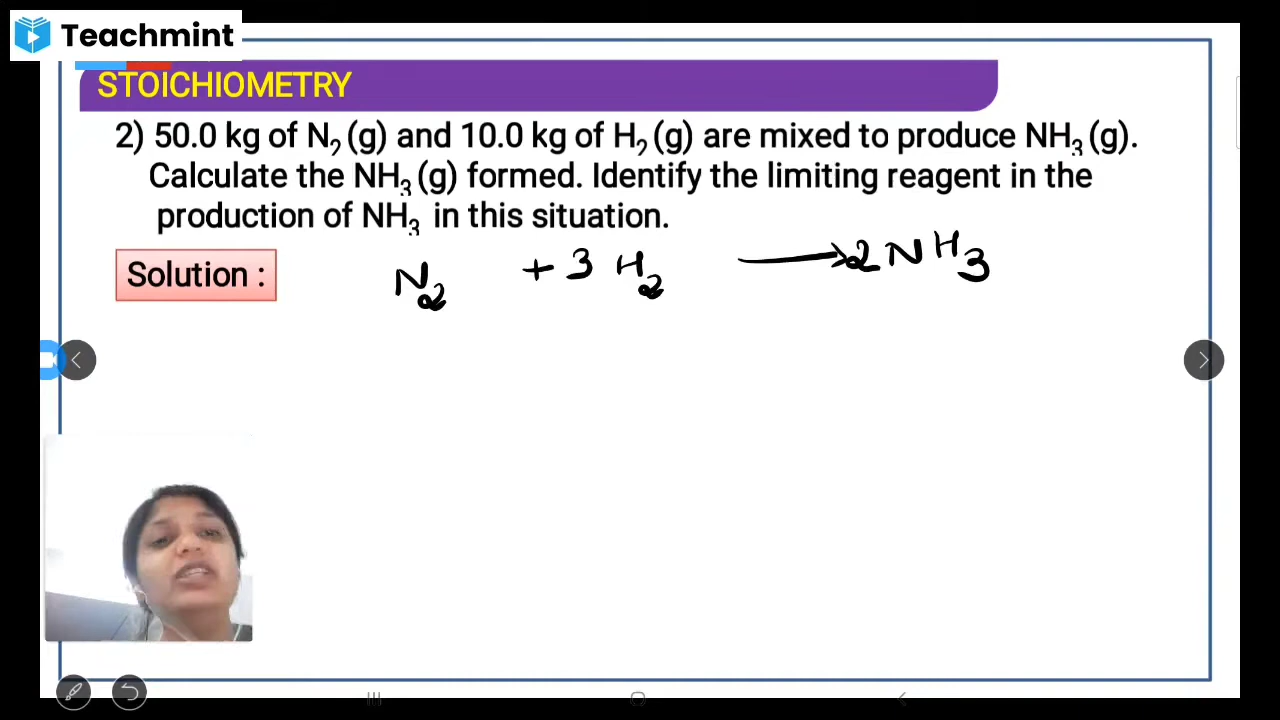 Teachmint
STOICHIOMETRY
2) 50.0 kg of N₂ (g) and 10.0 kg of H₂ (g) are mixed to produce NH₃ (g).
Calculate the NH₃ (g) formed. Identify the limiting reagent in the
production of NH₃ in this situation.
Solution :
N₂ + 3 H₂ ⟶ 2 NH₃